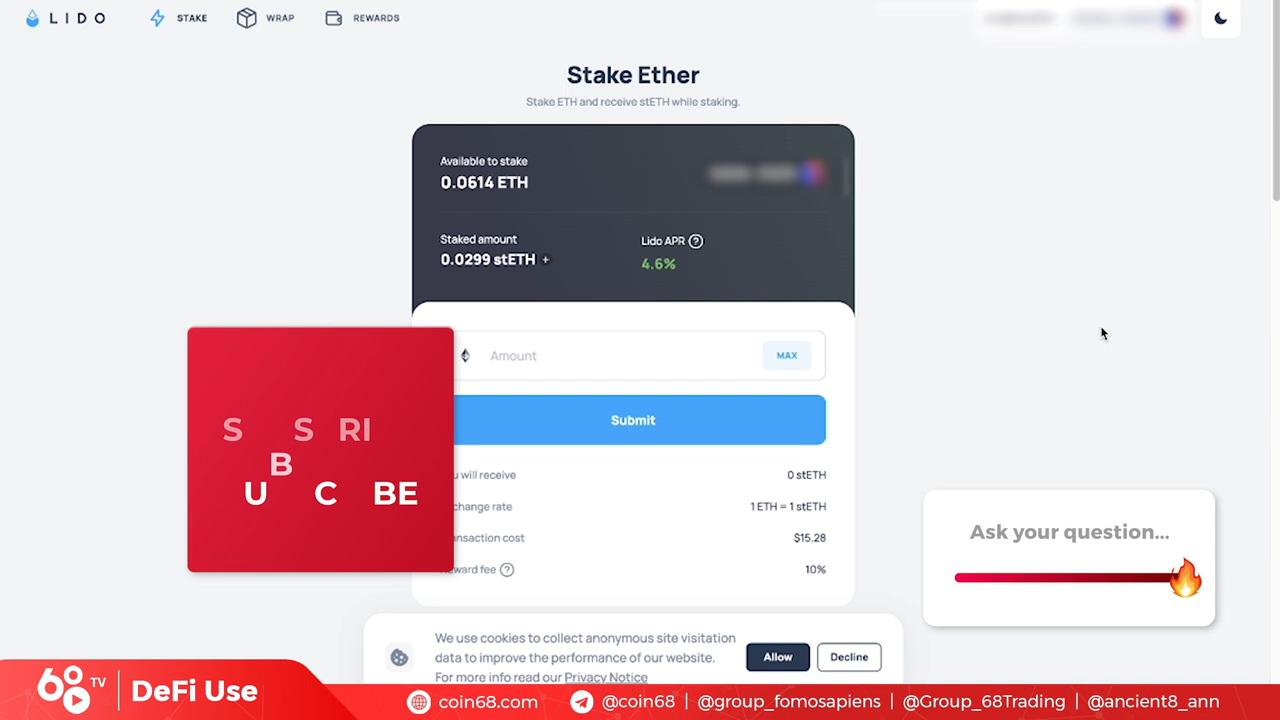 LIDO
STAKE
WRAP
REWARDS
Stake Ether
Stake ETH and receive stETH while staking.
Available to stake
0.0614 ETH
Staked amount
Lido APR ?
0.0299 stETH +
4.6%
Amount
MAX
Submit
S S RI
B
U C BE
u will receive
0 stETH
change rate
1 ETH = 1 stETH
ansaction cost
$15.28
ward fee ?
10%
Ask your question...
We use cookies to collect anonymous site visitation
data to improve the performance of our website.
For more info read our Privacy Notice
Allow
Decline
68 TV
DeFi Use
coin68.com
@coin68 | @group_fomosapiens | @Group_68Trading | @ancient8_ann